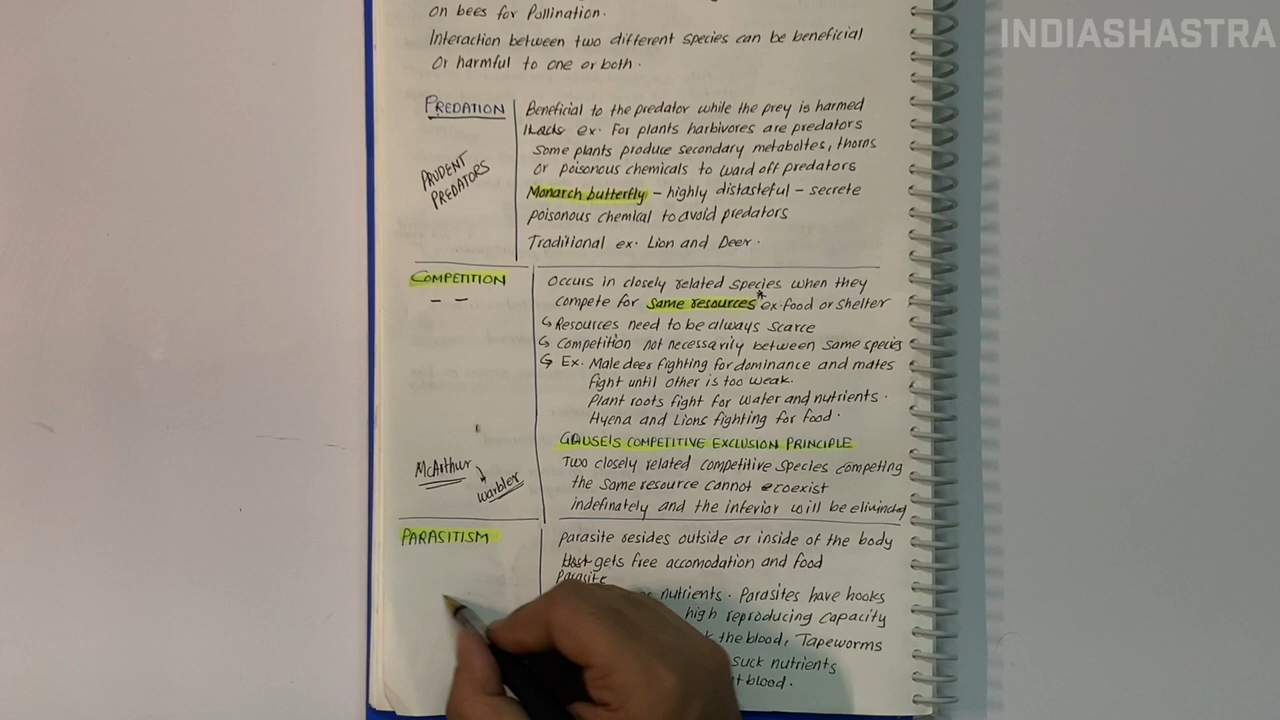 INDIASHASTRA
on bees for Pollination.
Interaction between two different species can be beneficial
or harmful to one or both.
PREDATION
Beneficial to the predator while the prey is harmed
ex. For plants harbivores are predators
Some plants produce secondary metaboltes, thorns
or poisonous chemicals to ward off predators
PRUDENT
PREDATORS
Monarch butterfly - highly distasteful - secrete
poisonous chemical to avoid predators
Traditional ex. Lion and Deer.
COMPETITION
Occurs in closely related species when they
compete for same resources* ex. food or shelter
↳ Resources need to be always scarce
↳ Competition not necessarily between same species
↳ Ex. Male deer fighting for dominance and mates
fight until other is too weak.
Plant roots fight for water and nutrients.
Hyena and Lions fighting for food.
GAUSE'S COMPETITIVE EXCLUSION PRINCIPLE
McArthur
warbler
Two closely related competitive species competing
the same resource cannot coexist
indefinately and the inferior will be
PARASITISM
parasite resides outside or inside of the body
Host gets free accomodation and food
Parasite
nutrients. Parasites have hooks
high reproducing capacity
the blood, Tapeworms
suck nutrients
blood.